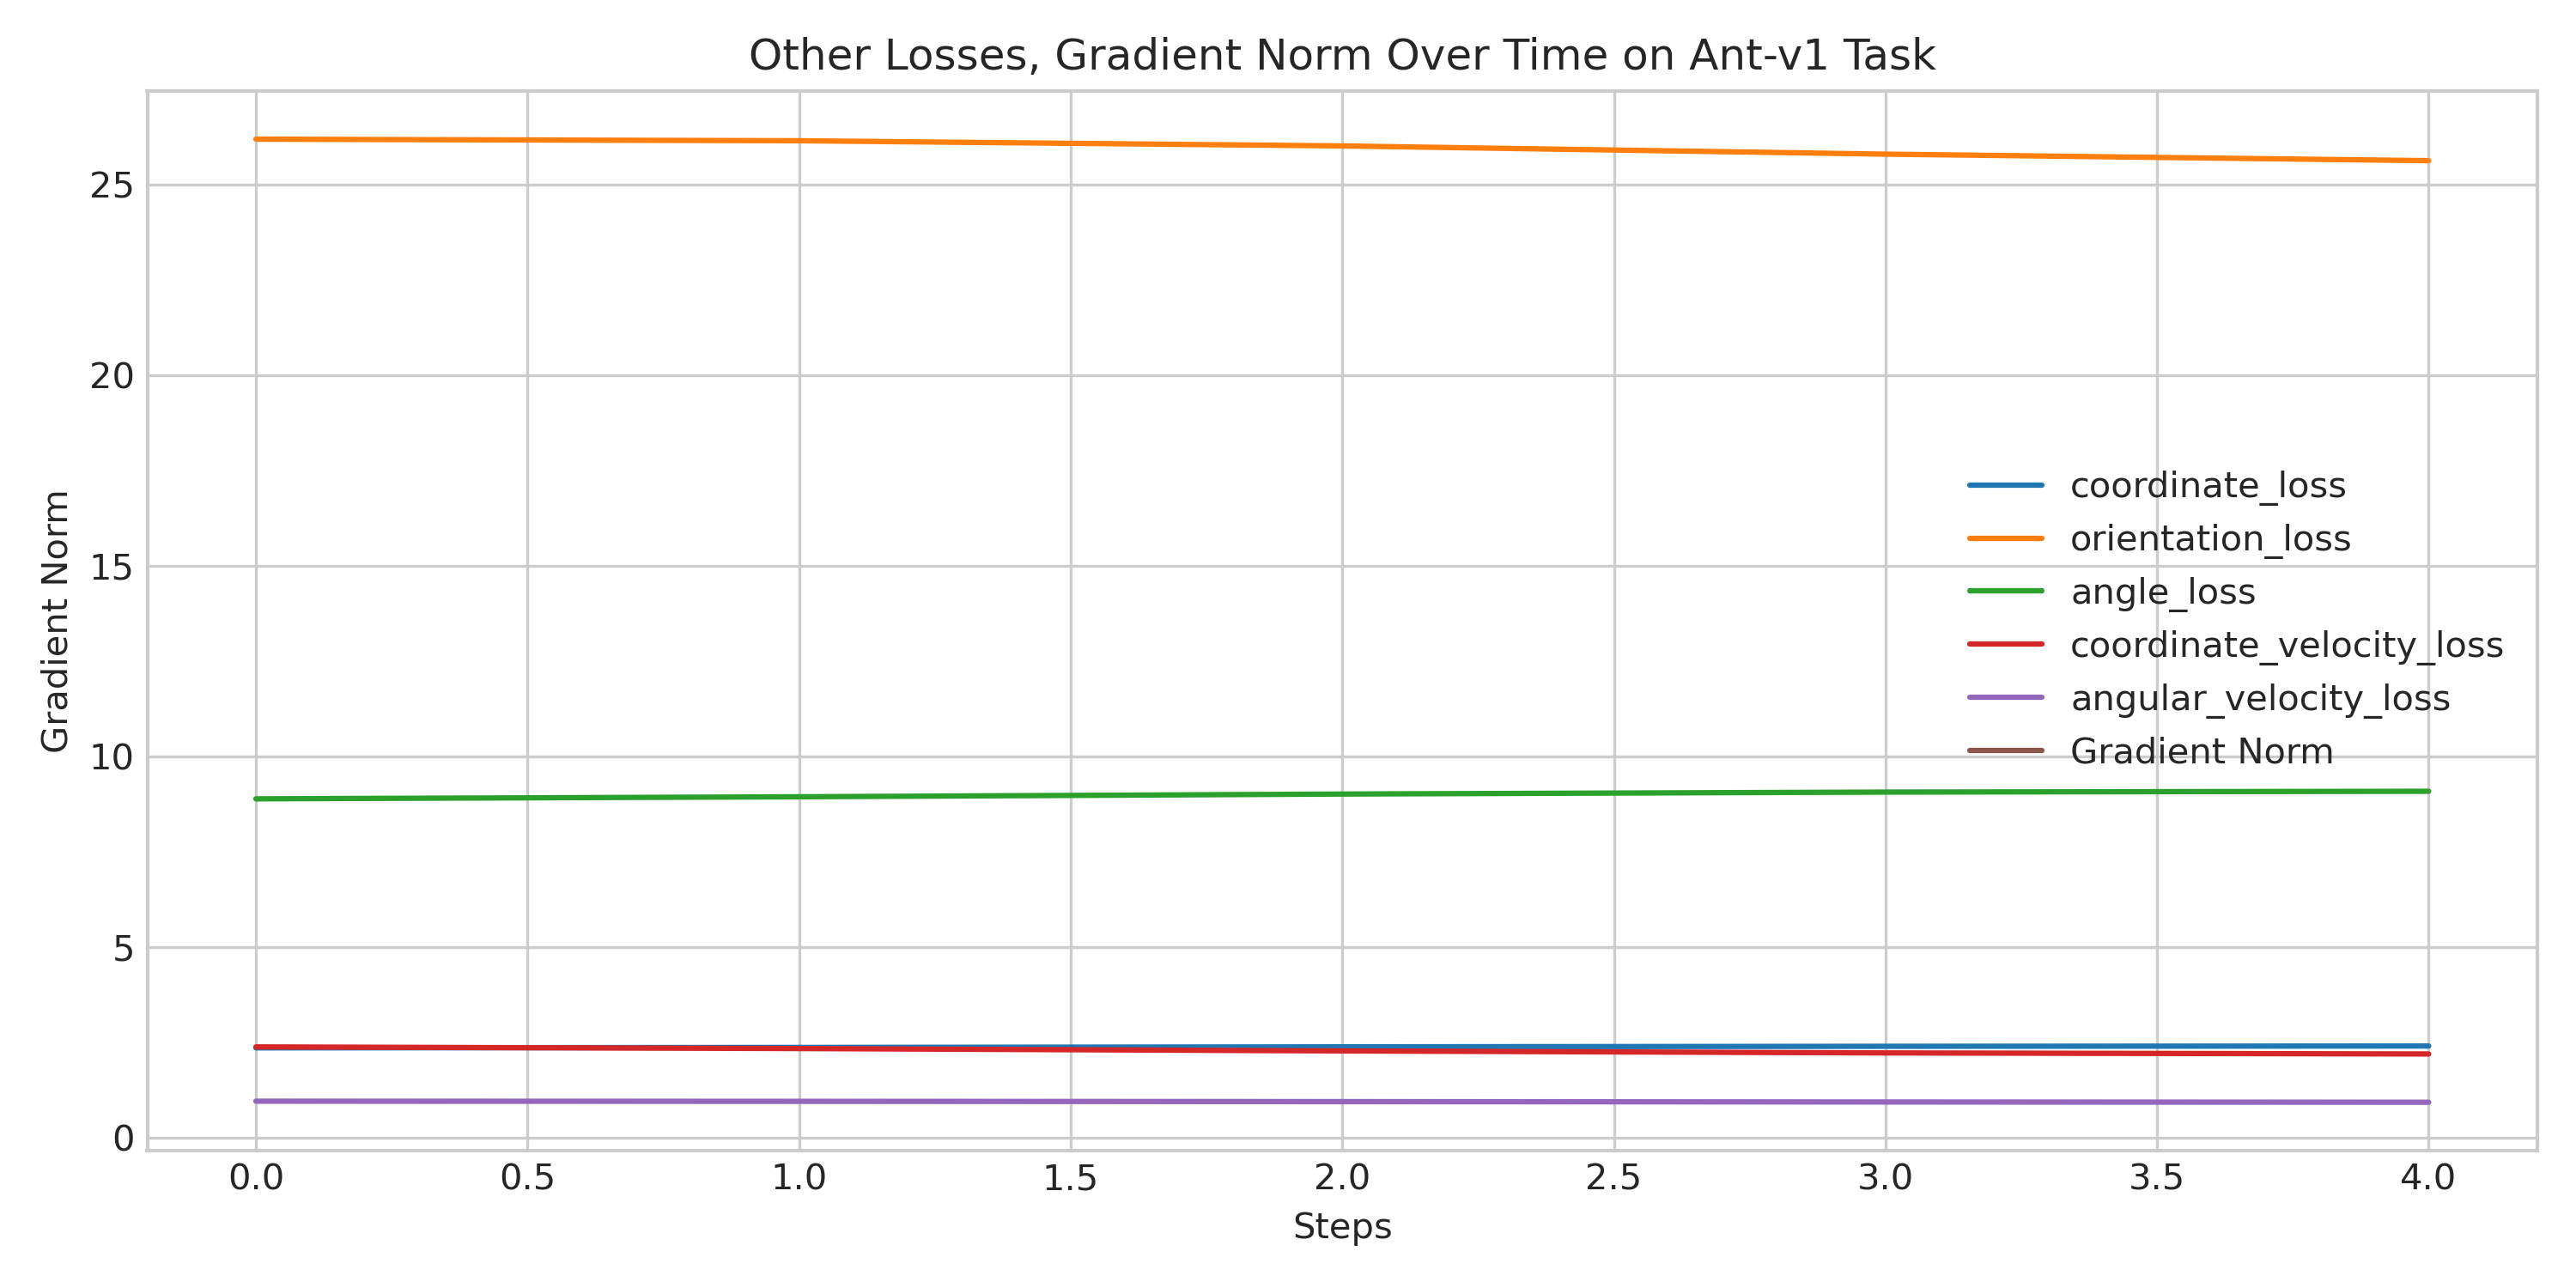 Other Losses, Gradient Norm Over Time on Ant-v1 Task
Gradient Norm
25
20
15
10
5
0
coordinate_loss
orientation_loss
angle_loss
coordinate_velocity_loss
angular_velocity_loss
Gradient Norm
0.0 0.5 1.0 1.5 2.0 2.5 3.0 3.5 4.0
Steps